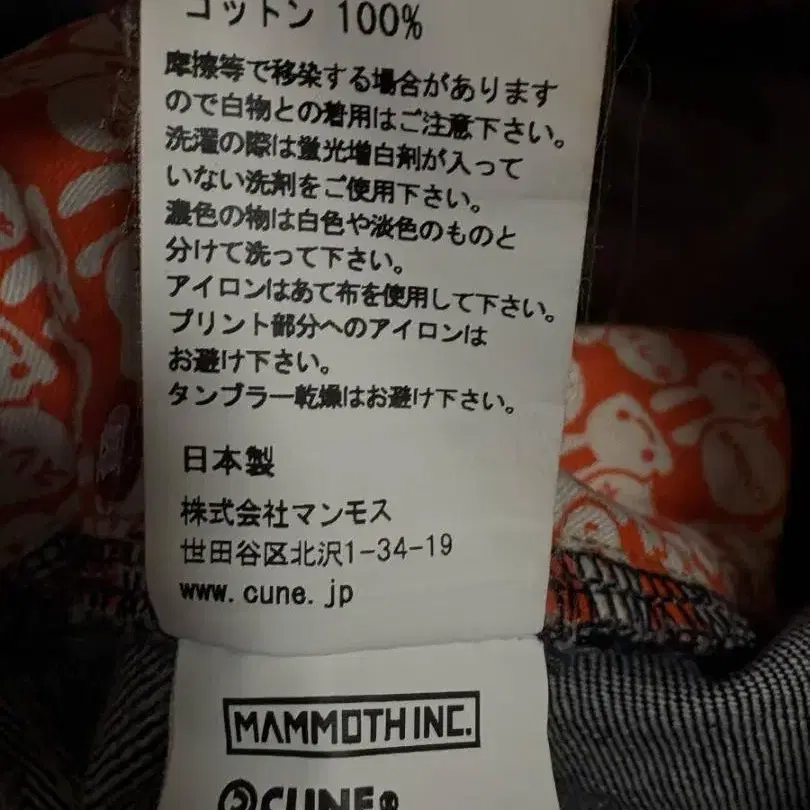 コットン 100%
摩擦等で移染する場合があります
ので白物との着用はご注意下さい。
洗濯の際は蛍光増白剤が入って
いない洗剤をご使用下さい。
濃色の物は白色や淡色のものと
分けて洗って下さい。
アイロンはあて布を使用して下さい。
プリント部分へのアイロンは
お避け下さい。
タンブラー乾燥はお避け下さい。
日本製
株式会社マンモス
世田谷区北沢1-34-19
www.cune.jp
MAMMOTH INC.
CUNE®